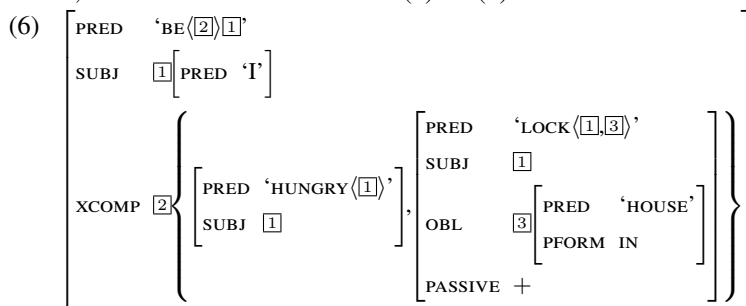 (6) PRED ‘BE⟨2⟩1’
SUBJ 1[PRED ‘I’]
XCOMP 2
PRED ‘HUNGRY⟨1⟩’
SUBJ 1
,
PRED ‘LOCK⟨1,3⟩’
SUBJ 1
OBL 3
PRED ‘HOUSE’
PFORM IN
PASSIVE +